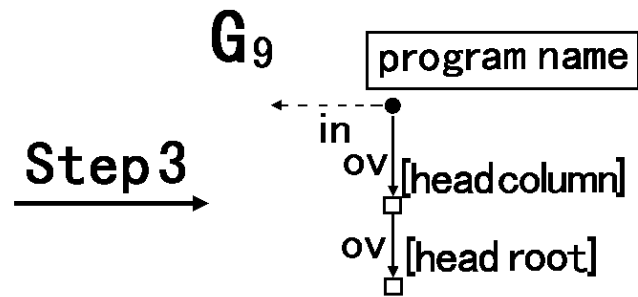 G9
program name
in
Step3
ov [head column]
ov [head root]